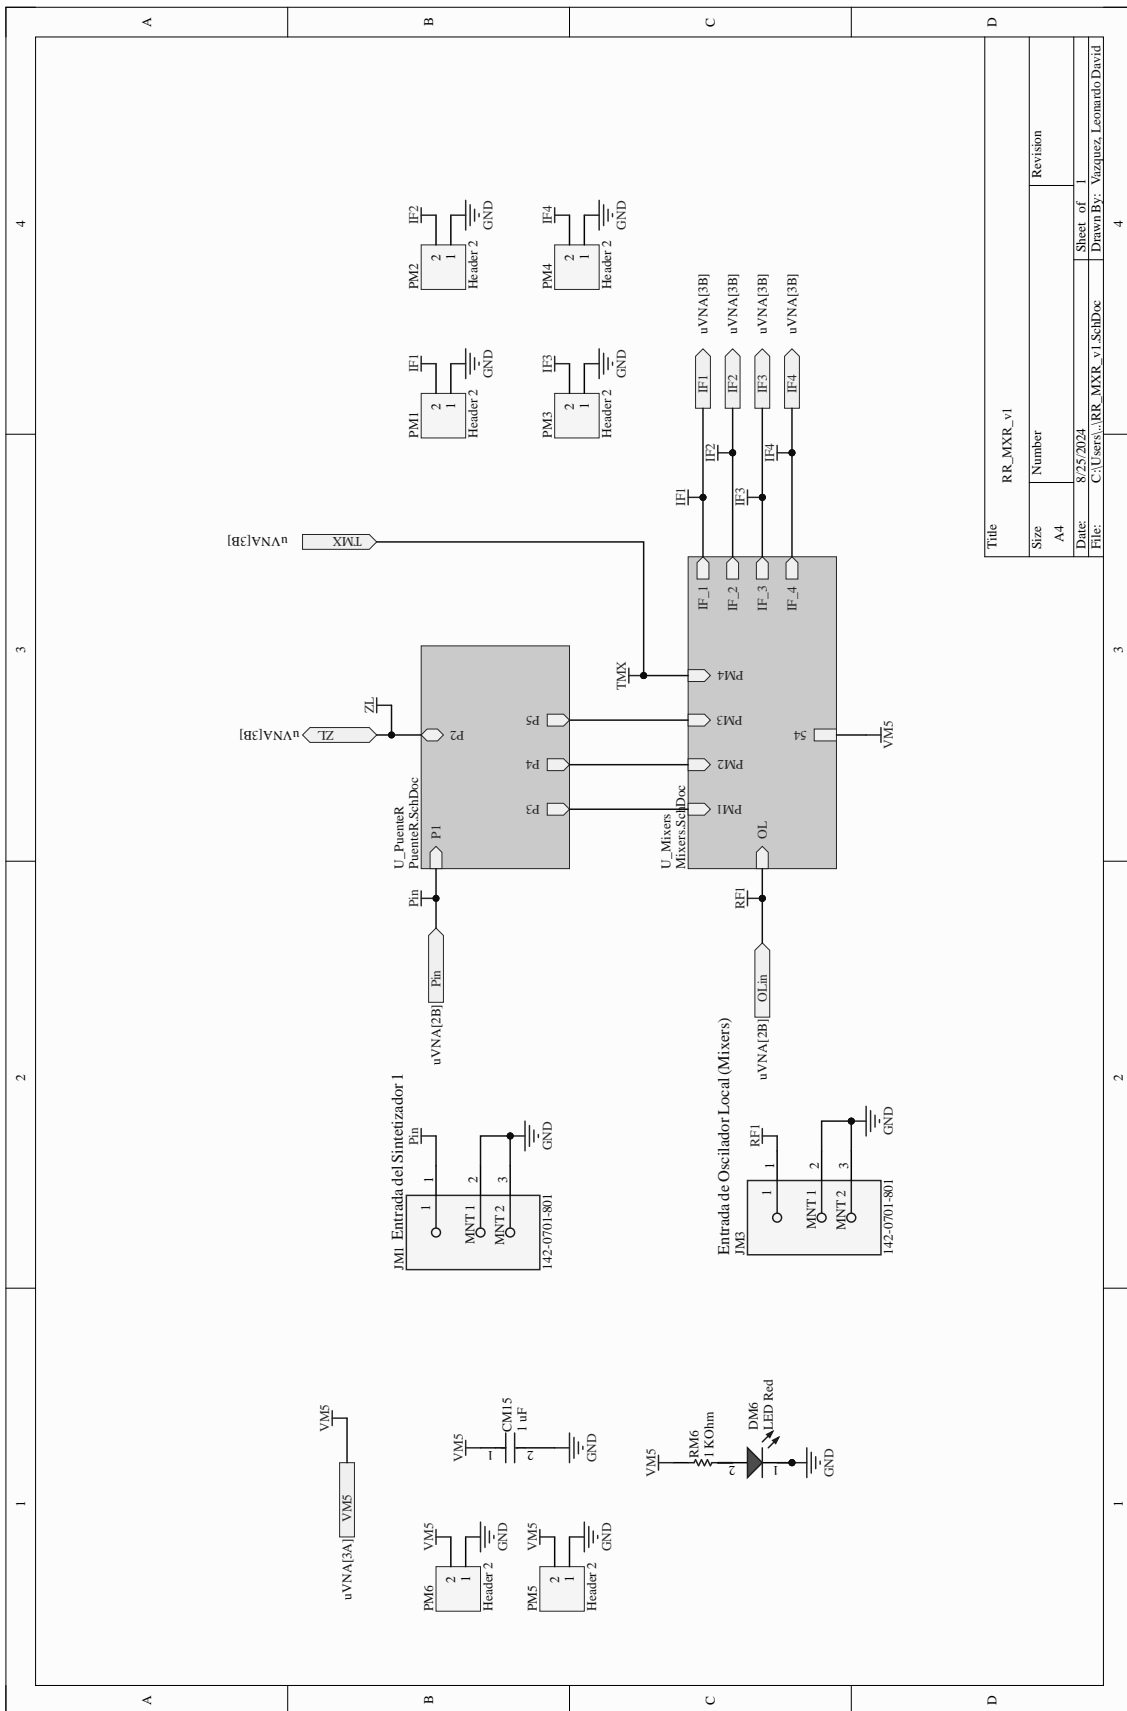 1
2
3
4
A
B
C
D
A
B
C
D
1
2
3
4
uVNA[3A]
VM5
VM5
PM6
2
1
Header 2
VM5
GND
PM5
2
1
Header 2
VM5
GND
VM5
1
2
CM15
1 uF
GND
VM5
RM6
1 KOhm
2
1
DM6
LED Red
GND
JM1 Entrada del Sintetizador 1
1
MNT 1
MNT 2
1
2
3
142-0701-801
Pin
GND
Entrada de Oscilador Local (Mixers)
JM3
1
MNT 1
MNT 2
1
2
3
142-0701-801
RF1
GND
uVNA[2B]
Pin
Pin
U_PuenteR
PuenteR.SchDoc
P1
P2
P3
P4
P5
ZL
uVNA[3B]
ZL
uVNA[3B]
TMX
TMX
uVNA[2B]
OLin
RF1
U_Mixers
Mixers.SchDoc
OL
PM1
PM2
PM3
PM4
54
VM5
IF_1
IF_2
IF_3
IF_4
IF1
IF2
IF3
IF4
IF1
IF2
IF3
IF4
uVNA[3B]
uVNA[3B]
uVNA[3B]
uVNA[3B]
PM1
2
1
Header 2
IF1
GND
PM2
2
1
Header 2
IF2
GND
PM3
2
1
Header 2
IF3
GND
PM4
2
1
Header 2
IF4
GND
Title
RR_MXR_v1
Size
A4
Number
Revision
Date: 8/25/2024
Sheet of 1
File: C:\Users\..\RR_MXR_v1.SchDoc
Drawn By: Vazquez, Leonardo David